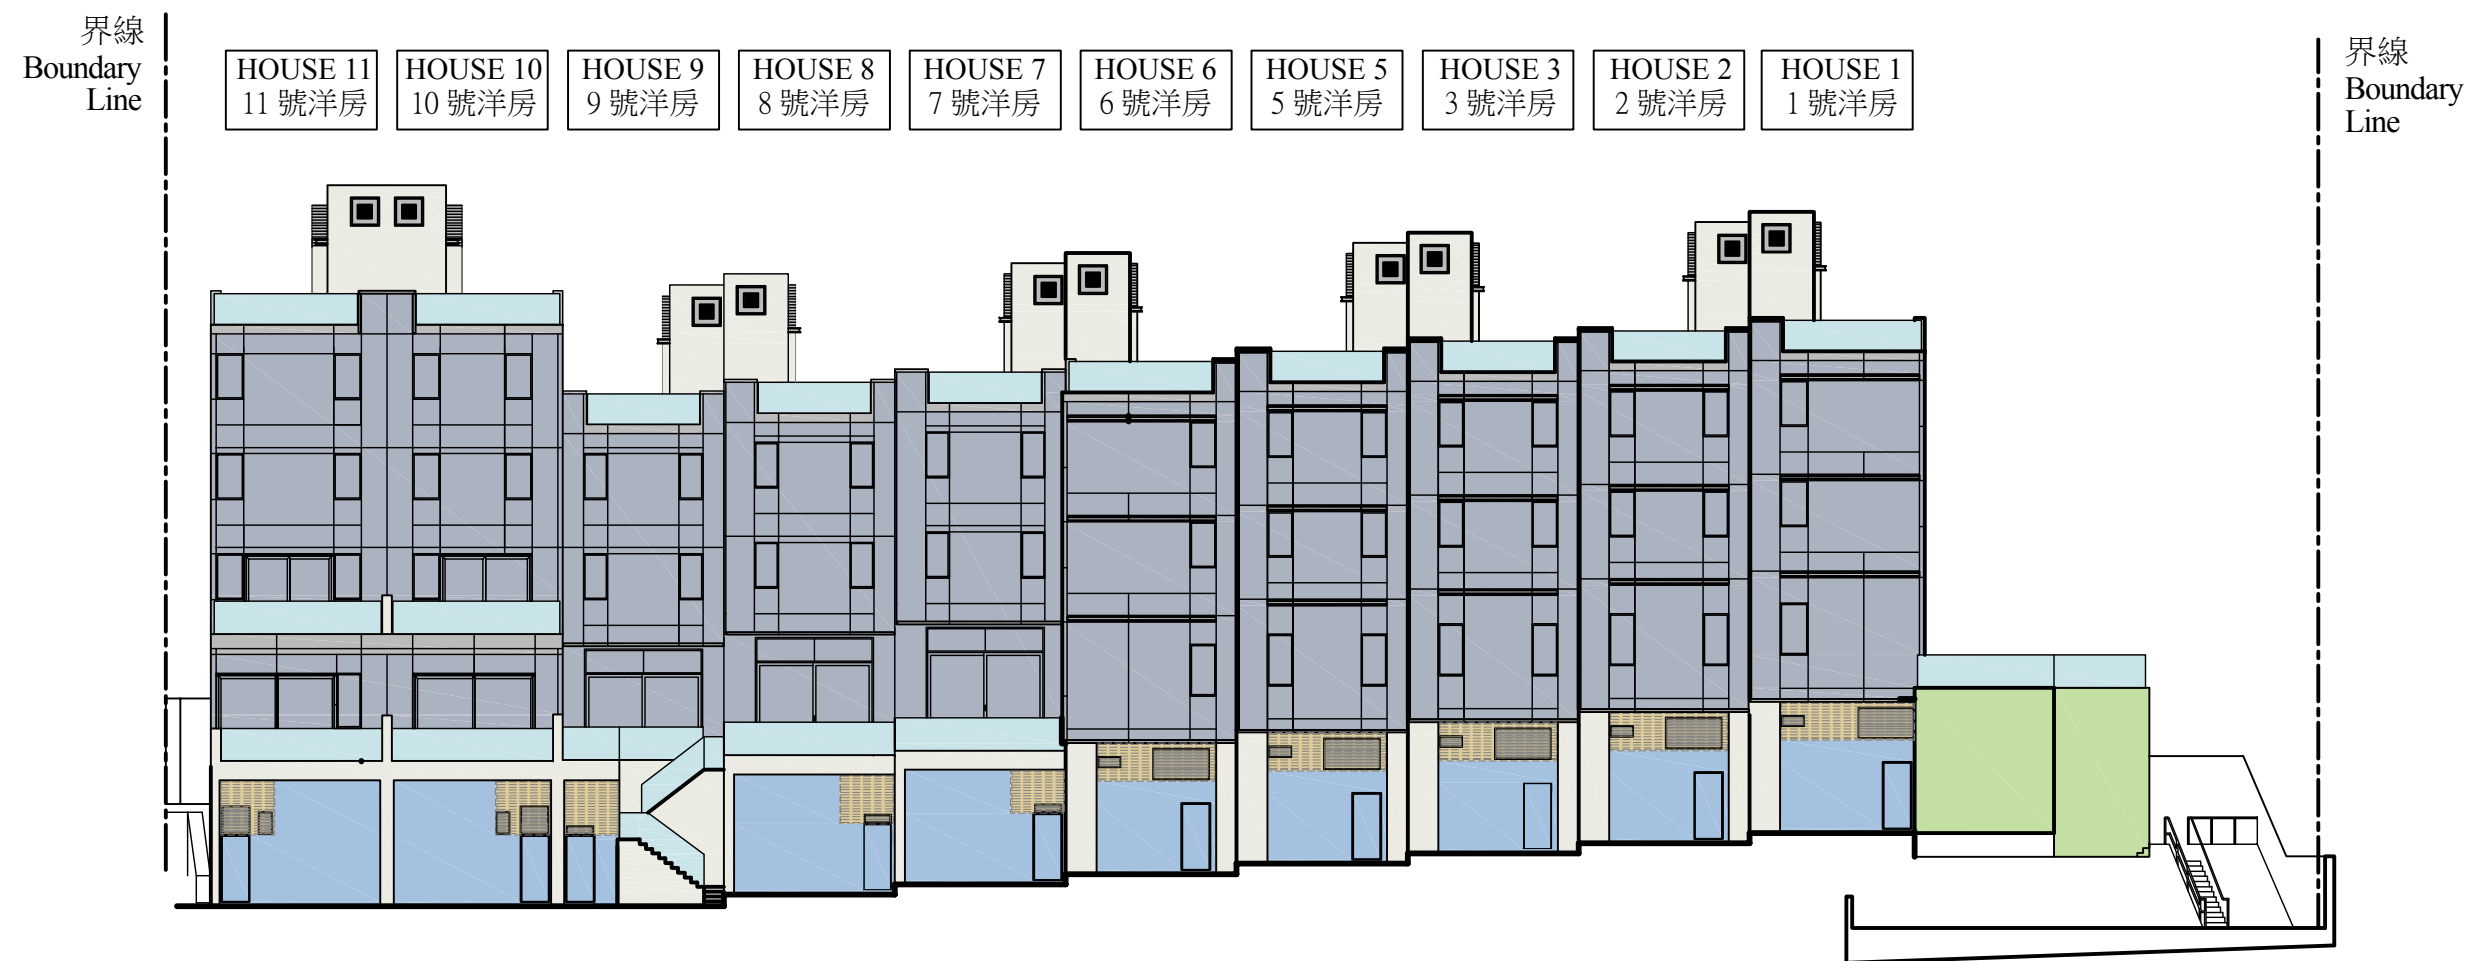 界線
Boundary
Line
HOUSE 11
11 號洋房
HOUSE 10
10 號洋房
HOUSE 9
9 號洋房
HOUSE 8
8 號洋房
HOUSE 7
7 號洋房
HOUSE 6
6 號洋房
HOUSE 5
5 號洋房
HOUSE 3
3 號洋房
HOUSE 2
2 號洋房
HOUSE 1
1 號洋房
界線
Boundary
Line